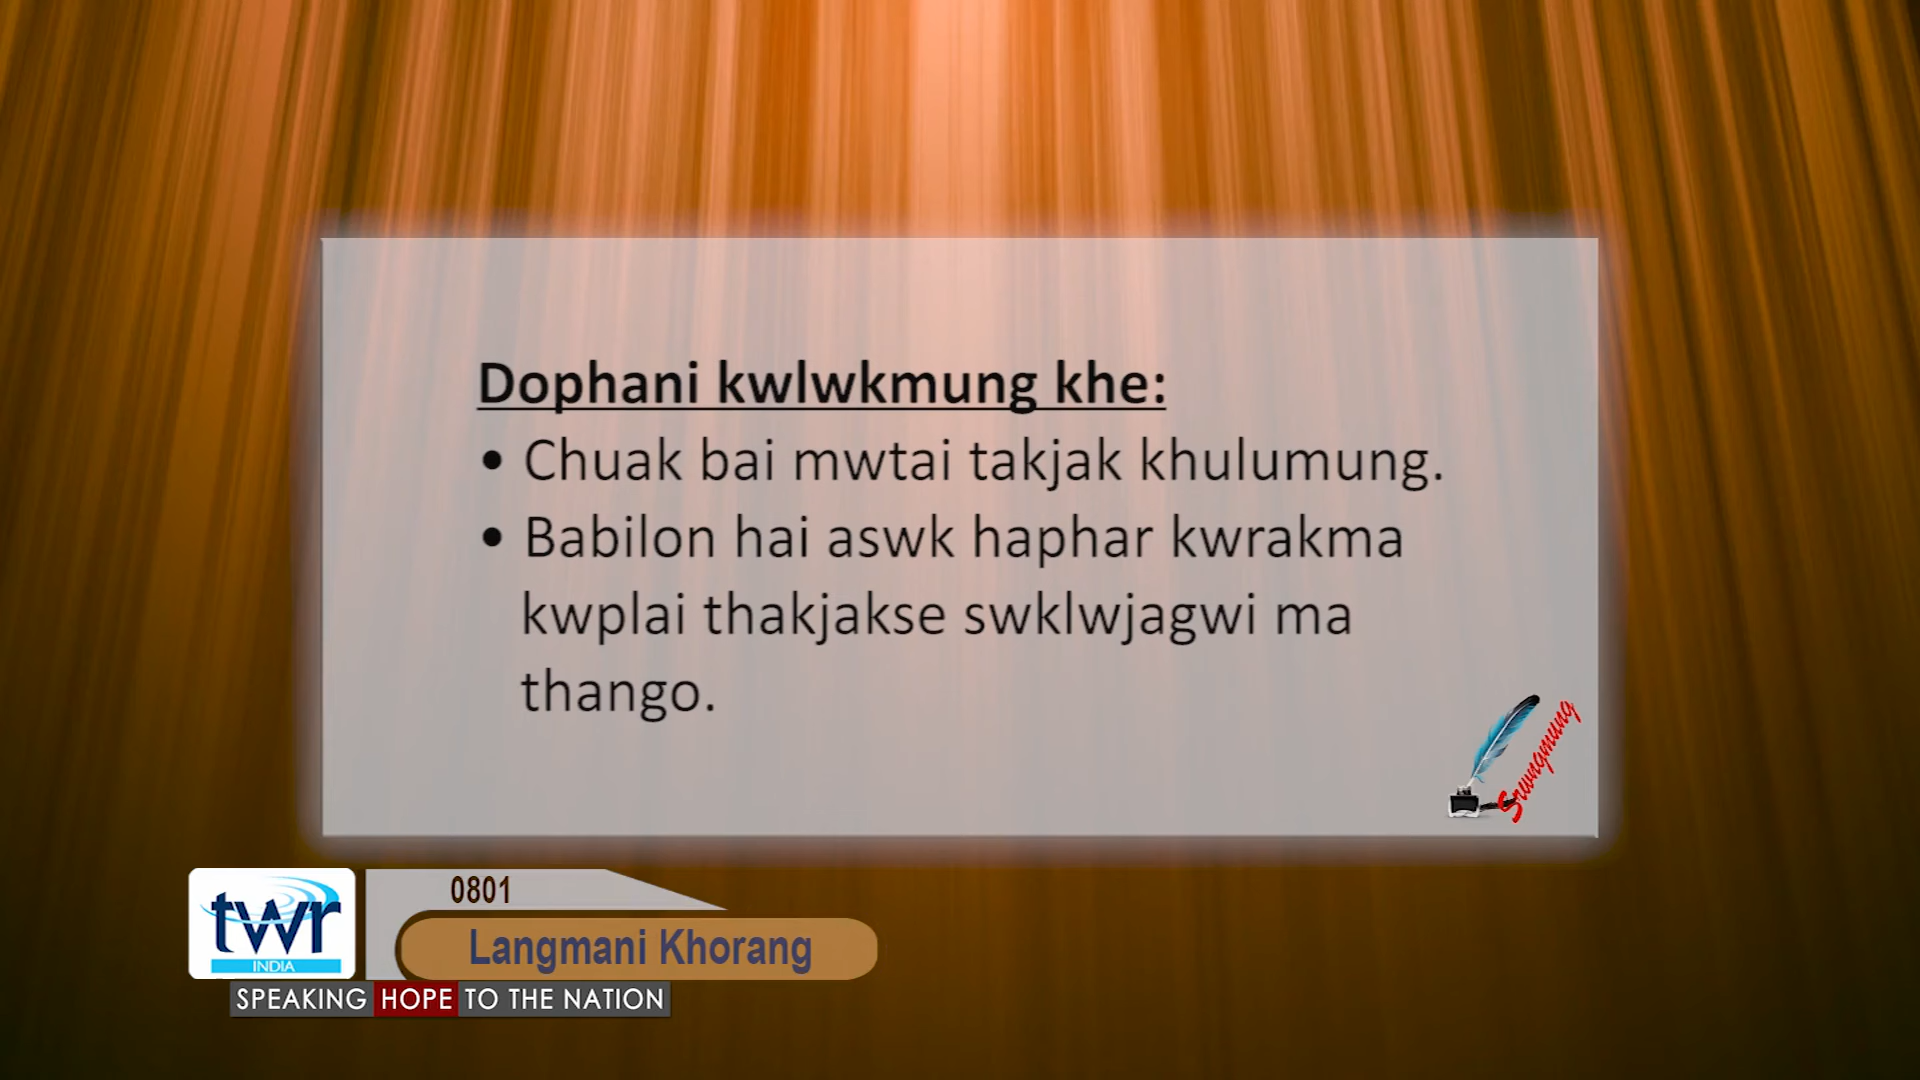 Dophani kwlwkmung khe:
• Chuak bai mwtai takjak khulumung.
• Babilon hai aswk haphar kwrakma
kwplai thakjakse swklwjagwi ma
thango.
Srwngmung
0801
twr
INDIA
Langmani Khorang
SPEAKING HOPE TO THE NATION